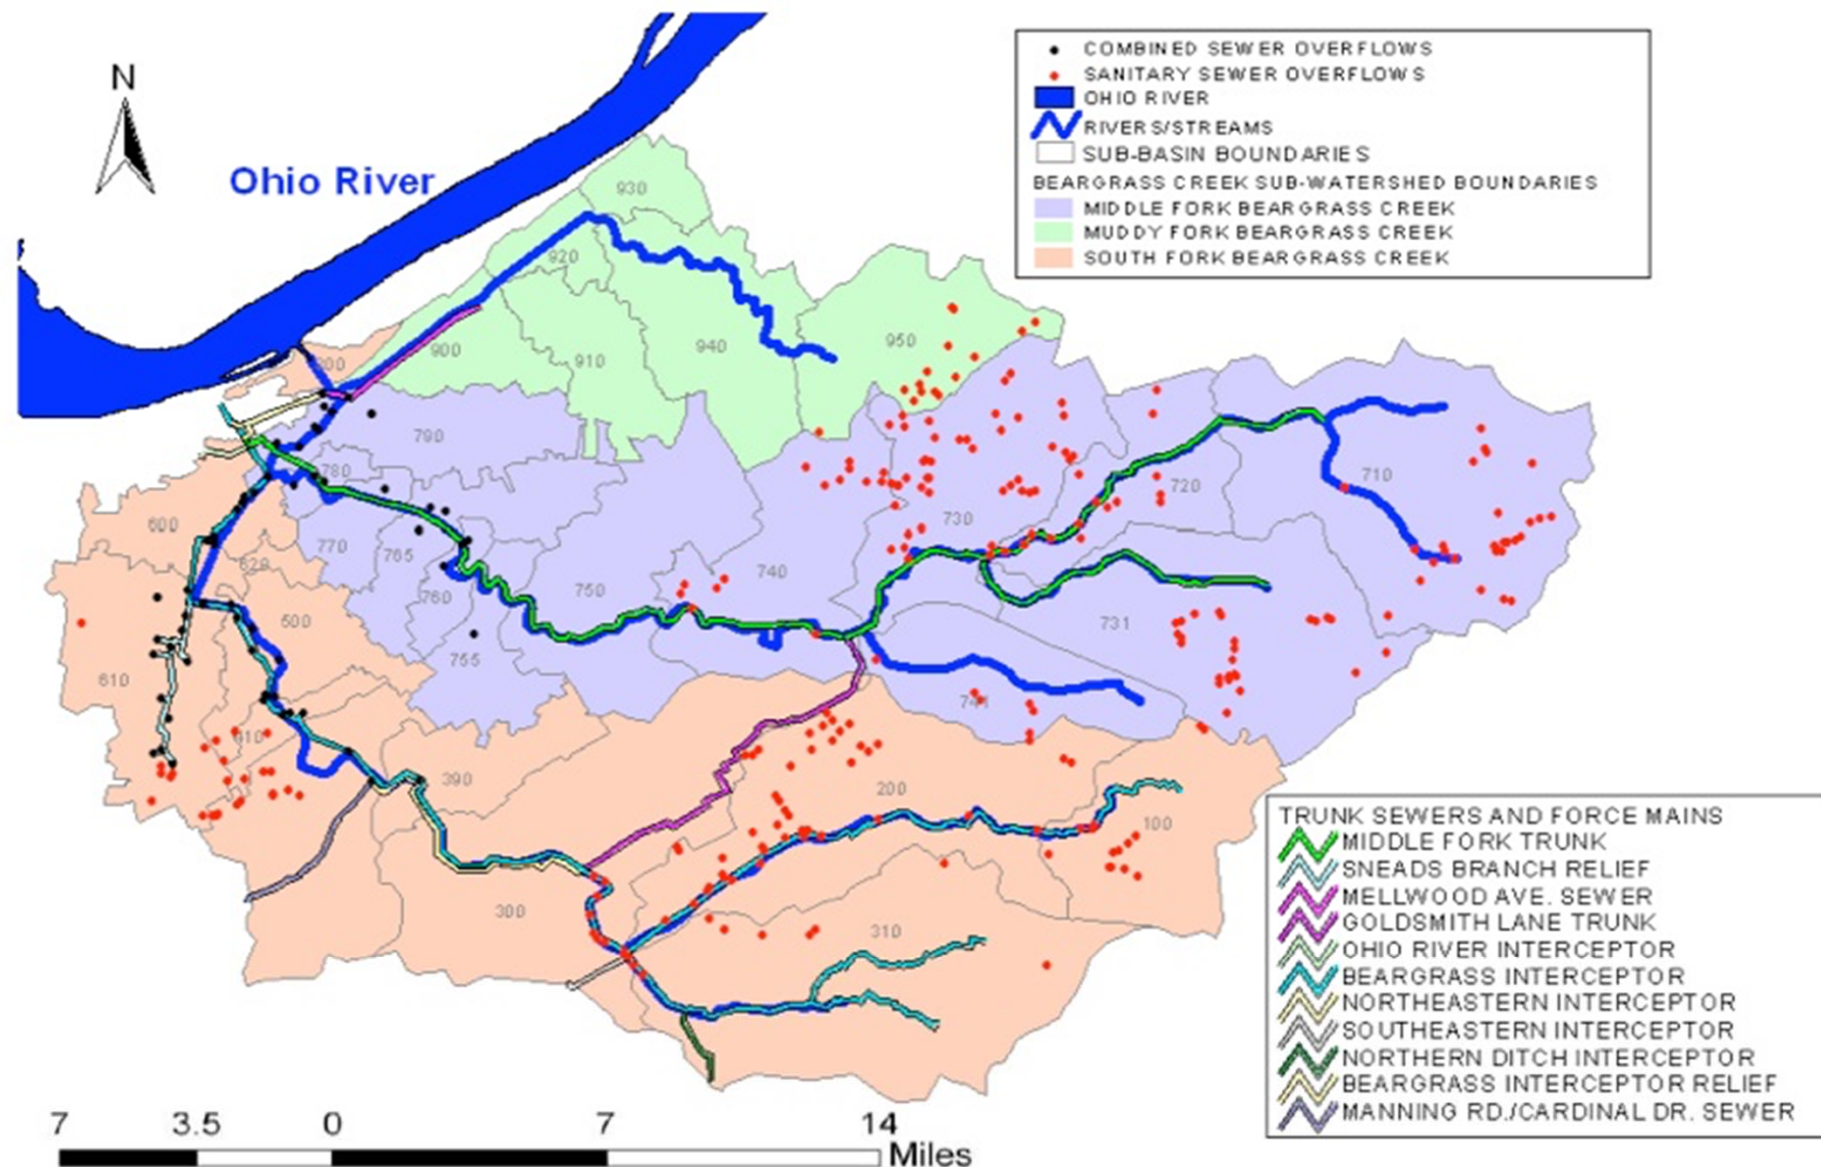 N
Ohio River
COMBINED SEWER OVERFLOWS
SANITARY SEWER OVERFLOWS
OHIO RIVER
RIVERS/STREAMS
SUB-BASIN BOUNDARIES
BEARGRASS CREEK SUB-WATERSHED BOUNDARIES
MIDDLE FORK BEARGRASS CREEK
MUDDY FORK BEARGRASS CREEK
SOUTH FORK BEARGRASS CREEK
930
920
900
910
940
950
790
780
710
720
730
600
620
770
765
760
750
740
731
500
755
610
741
390
200
100
300
310
TRUNK SEWERS AND FORCE MAINS
MIDDLE FORK TRUNK
SNEADS BRANCH RELIEF
MELLWOOD AVE. SEWER
GOLDSMITH LANE TRUNK
OHIO RIVER INTERCEPTOR
BEARGRASS INTERCEPTOR
NORTHEASTERN INTERCEPTOR
SOUTHEASTERN INTERCEPTOR
NORTHERN DITCH INTERCEPTOR
BEARGRASS INTERCEPTOR RELIEF
MANNING RD./CARDINAL DR. SEWER
7 3.5 0 7 14
Miles